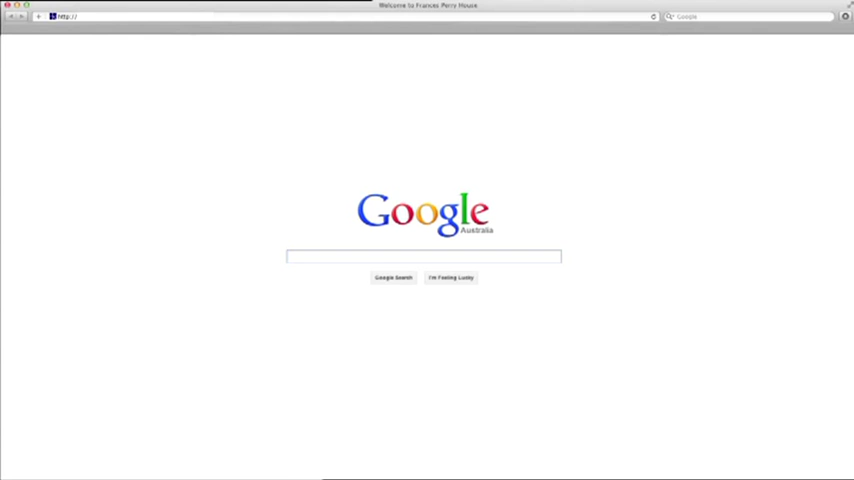 Welcome to Frances Perry House
http://
Google
Google
Australia
Google Search
I'm Feeling Lucky